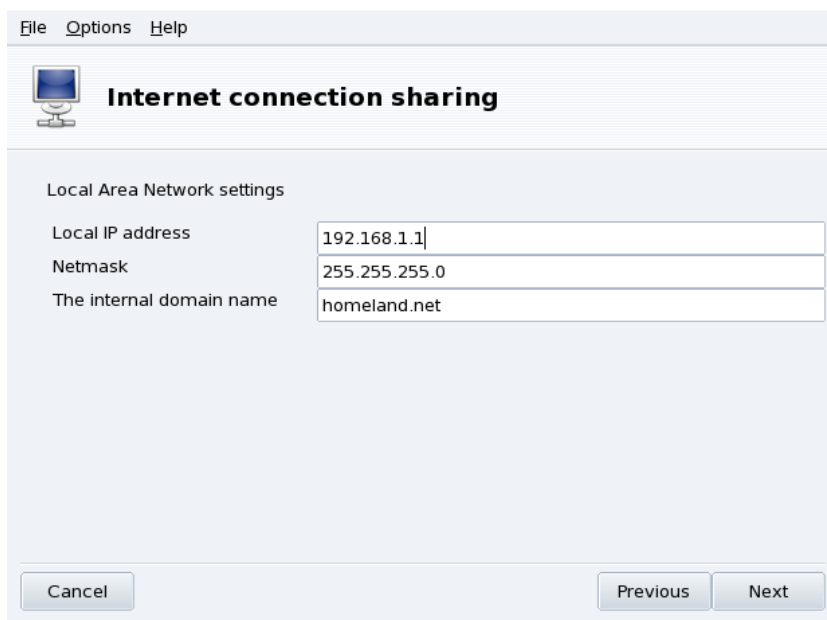 File Options Help
Internet connection sharing
Local Area Network settings
Local IP address 192.168.1.1
Netmask 255.255.255.0
The internal domain name homeland.net
Cancel Previous Next